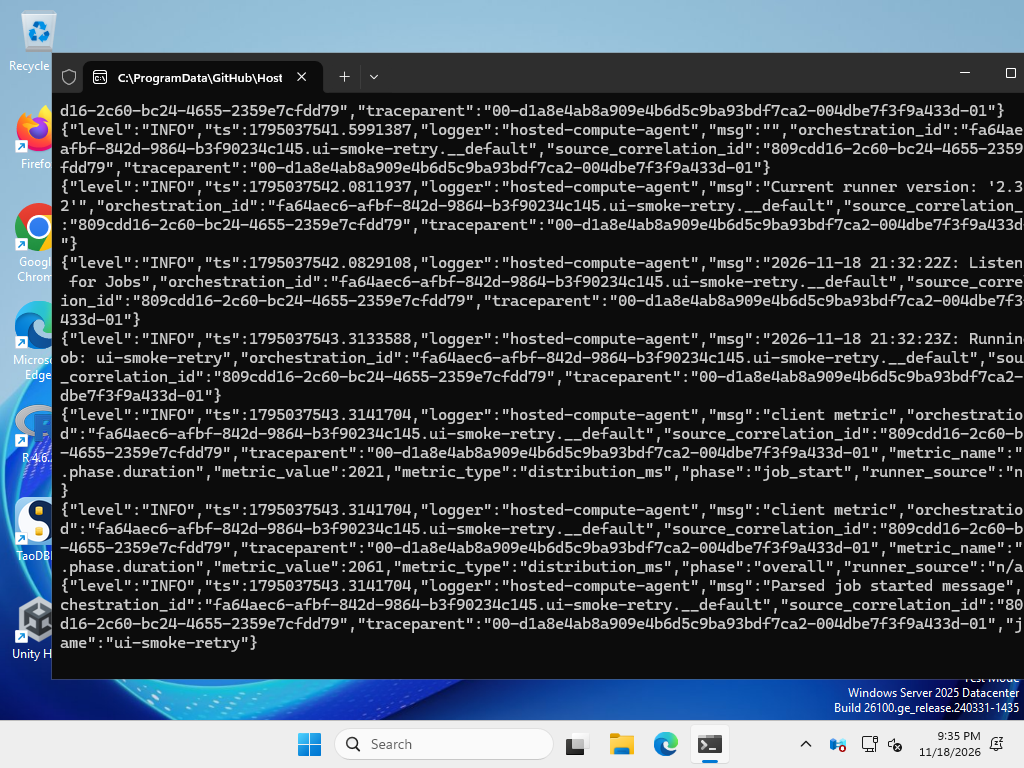 Recycle
Firefo
Google
Chrom
Micros
Edge
R 4.6.
TaoDB
Unity H
C:\ProgramData\GitHub\Host
d16-2c60-bc24-4655-2359e7cfdd79","traceparent":"00-d1a8e4ab8a909e4b6d5c9ba93bdf7ca2-004dbe7f3f9a433d-01"}
{"level":"INFO","ts":1795037541.5991387,"logger":"hosted-compute-agent","msg":"","orchestration_id":"fa64ae
afbf-842d-9864-b3f90234c145.ui-smoke-retry.__default","source_correlation_id":"809cdd16-2c60-bc24-4655-2359
fdd79","traceparent":"00-d1a8e4ab8a909e4b6d5c9ba93bdf7ca2-004dbe7f3f9a433d-01"}
{"level":"INFO","ts":1795037542.0811937,"logger":"hosted-compute-agent","msg":"Current runner version: '2.3
2'","orchestration_id":"fa64aec6-afbf-842d-9864-b3f90234c145.ui-smoke-retry.__default","source_correlation_
:"809cdd16-2c60-bc24-4655-2359e7cfdd79","traceparent":"00-d1a8e4ab8a909e4b6d5c9ba93bdf7ca2-004dbe7f3f9a433d
"}
{"level":"INFO","ts":1795037542.0829108,"logger":"hosted-compute-agent","msg":"2026-11-18 21:32:22Z: Listen
 for Jobs","orchestration_id":"fa64aec6-afbf-842d-9864-b3f90234c145.ui-smoke-retry.__default","source_corre
ion_id":"809cdd16-2c60-bc24-4655-2359e7cfdd79","traceparent":"00-d1a8e4ab8a909e4b6d5c9ba93bdf7ca2-004dbe7f3
433d-01"}
{"level":"INFO","ts":1795037543.3133588,"logger":"hosted-compute-agent","msg":"2026-11-18 21:32:23Z: Runnin
ob: ui-smoke-retry","orchestration_id":"fa64aec6-afbf-842d-9864-b3f90234c145.ui-smoke-retry.__default","sou
_correlation_id":"809cdd16-2c60-bc24-4655-2359e7cfdd79","traceparent":"00-d1a8e4ab8a909e4b6d5c9ba93bdf7ca2-
dbe7f3f9a433d-01"}
{"level":"INFO","ts":1795037543.3141704,"logger":"hosted-compute-agent","msg":"client metric","orchestratio
d":"fa64aec6-afbf-842d-9864-b3f90234c145.ui-smoke-retry.__default","source_correlation_id":"809cdd16-2c60-b
-4655-2359e7cfdd79","traceparent":"00-d1a8e4ab8a909e4b6d5c9ba93bdf7ca2-004dbe7f3f9a433d-01","metric_name":"
.phase.duration","metric_value":2021,"metric_type":"distribution_ms","phase":"job_start","runner_source":"n
}
{"level":"INFO","ts":1795037543.3141704,"logger":"hosted-compute-agent","msg":"client metric","orchestratio
d":"fa64aec6-afbf-842d-9864-b3f90234c145.ui-smoke-retry.__default","source_correlation_id":"809cdd16-2c60-b
-4655-2359e7cfdd79","traceparent":"00-d1a8e4ab8a909e4b6d5c9ba93bdf7ca2-004dbe7f3f9a433d-01","metric_name":"
.phase.duration","metric_value":2061,"metric_type":"distribution_ms","phase":"overall","runner_source":"n/a
{"level":"INFO","ts":1795037543.3141704,"logger":"hosted-compute-agent","msg":"Parsed job started message",
chestration_id":"fa64aec6-afbf-842d-9864-b3f90234c145.ui-smoke-retry.__default","source_correlation_id":"80
d16-2c60-bc24-4655-2359e7cfdd79","traceparent":"00-d1a8e4ab8a909e4b6d5c9ba93bdf7ca2-004dbe7f3f9a433d-01","j
ame":"ui-smoke-retry"}
Test Mode
Windows Server 2025 Datacenter
Build 26100.ge_release.240331-1435
Search
9:35 PM
11/18/2026